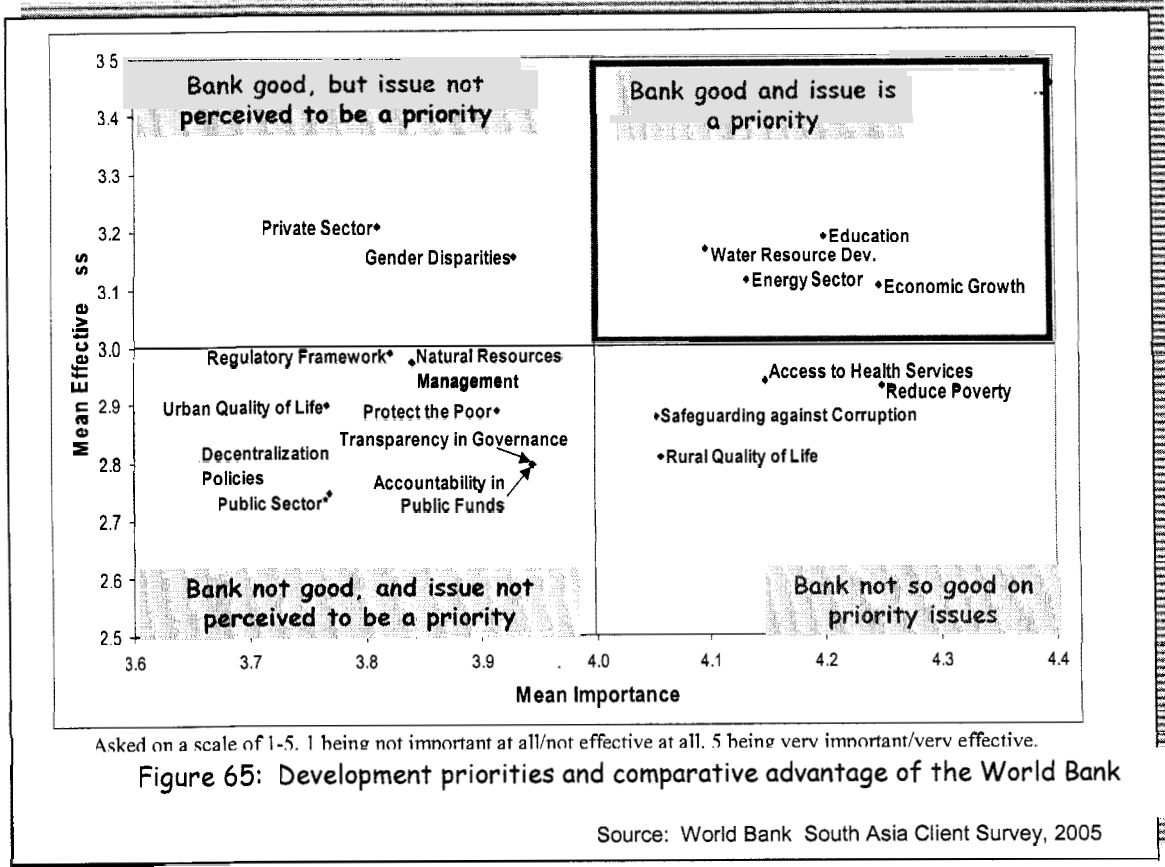 Bank good, but issue not
perceived to be a priority
Bank good and issue is
a priority
3 5
3.4
3.3
3.2
3.1
3.0
2.9
2.8
2.7
2.6
2.5
Mean Effective ss
Private Sector
Gender Disparities
Education
Water Resource Dev.
Energy Sector
Economic Growth
Regulatory Framework
Natural Resources
Management
Urban Quality of Life
Protect the Poor
Transparency in Governance
Decentralization
Policies
Accountability in
Public Funds
Public Sector
Access to Health Services
Reduce Poverty
Safeguarding against Corruption
Rural Quality of Life
Bank not good, and issue not
perceived to be a priority
Bank not so good on
priority issues
3.6 3.7 3.8 3.9 4.0 4.1 4.2 4.3 4.4
Mean Importance
Asked on a scale of 1-5, 1 being not important at all/not effective at all, 5 being very important/very effective.
Figure 65: Development priorities and comparative advantage of the World Bank
Source: World Bank South Asia Client Survey, 2005